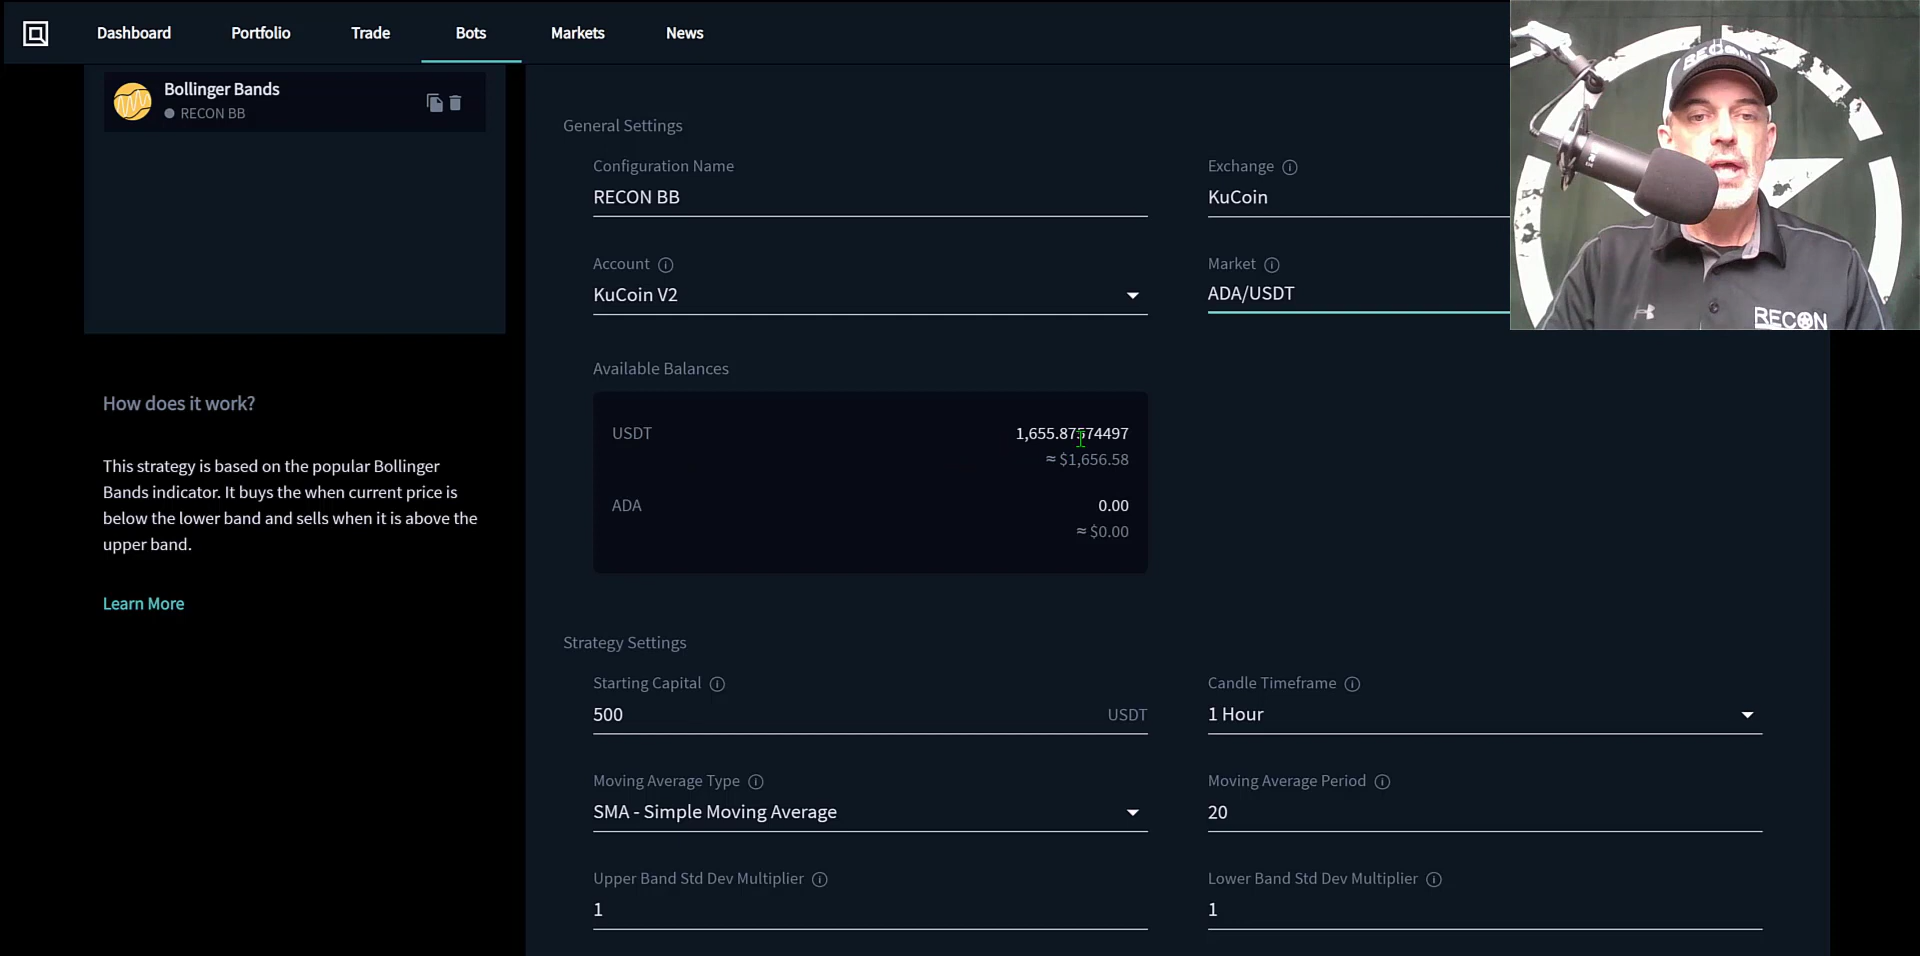 Dashboard
Portfolio
Trade
Bots
Markets
News
Bollinger Bands
RECON BB
How does it work?
This strategy is based on the popular Bollinger
Bands indicator. It buys the when current price is
below the lower band and sells when it is above the
upper band.
Learn More
General Settings
Configuration Name
RECON BB
Exchange
KuCoin
Account
KuCoin V2
Market
ADA/USDT
Available Balances
USDT
1,655.87574497
≈ $1,656.58
ADA
0.00
≈ $0.00
Strategy Settings
Starting Capital
500 USDT
Candle Timeframe
1 Hour
Moving Average Type
SMA - Simple Moving Average
Moving Average Period
20
Upper Band Std Dev Multiplier
1
Lower Band Std Dev Multiplier
1
RECON
RECON